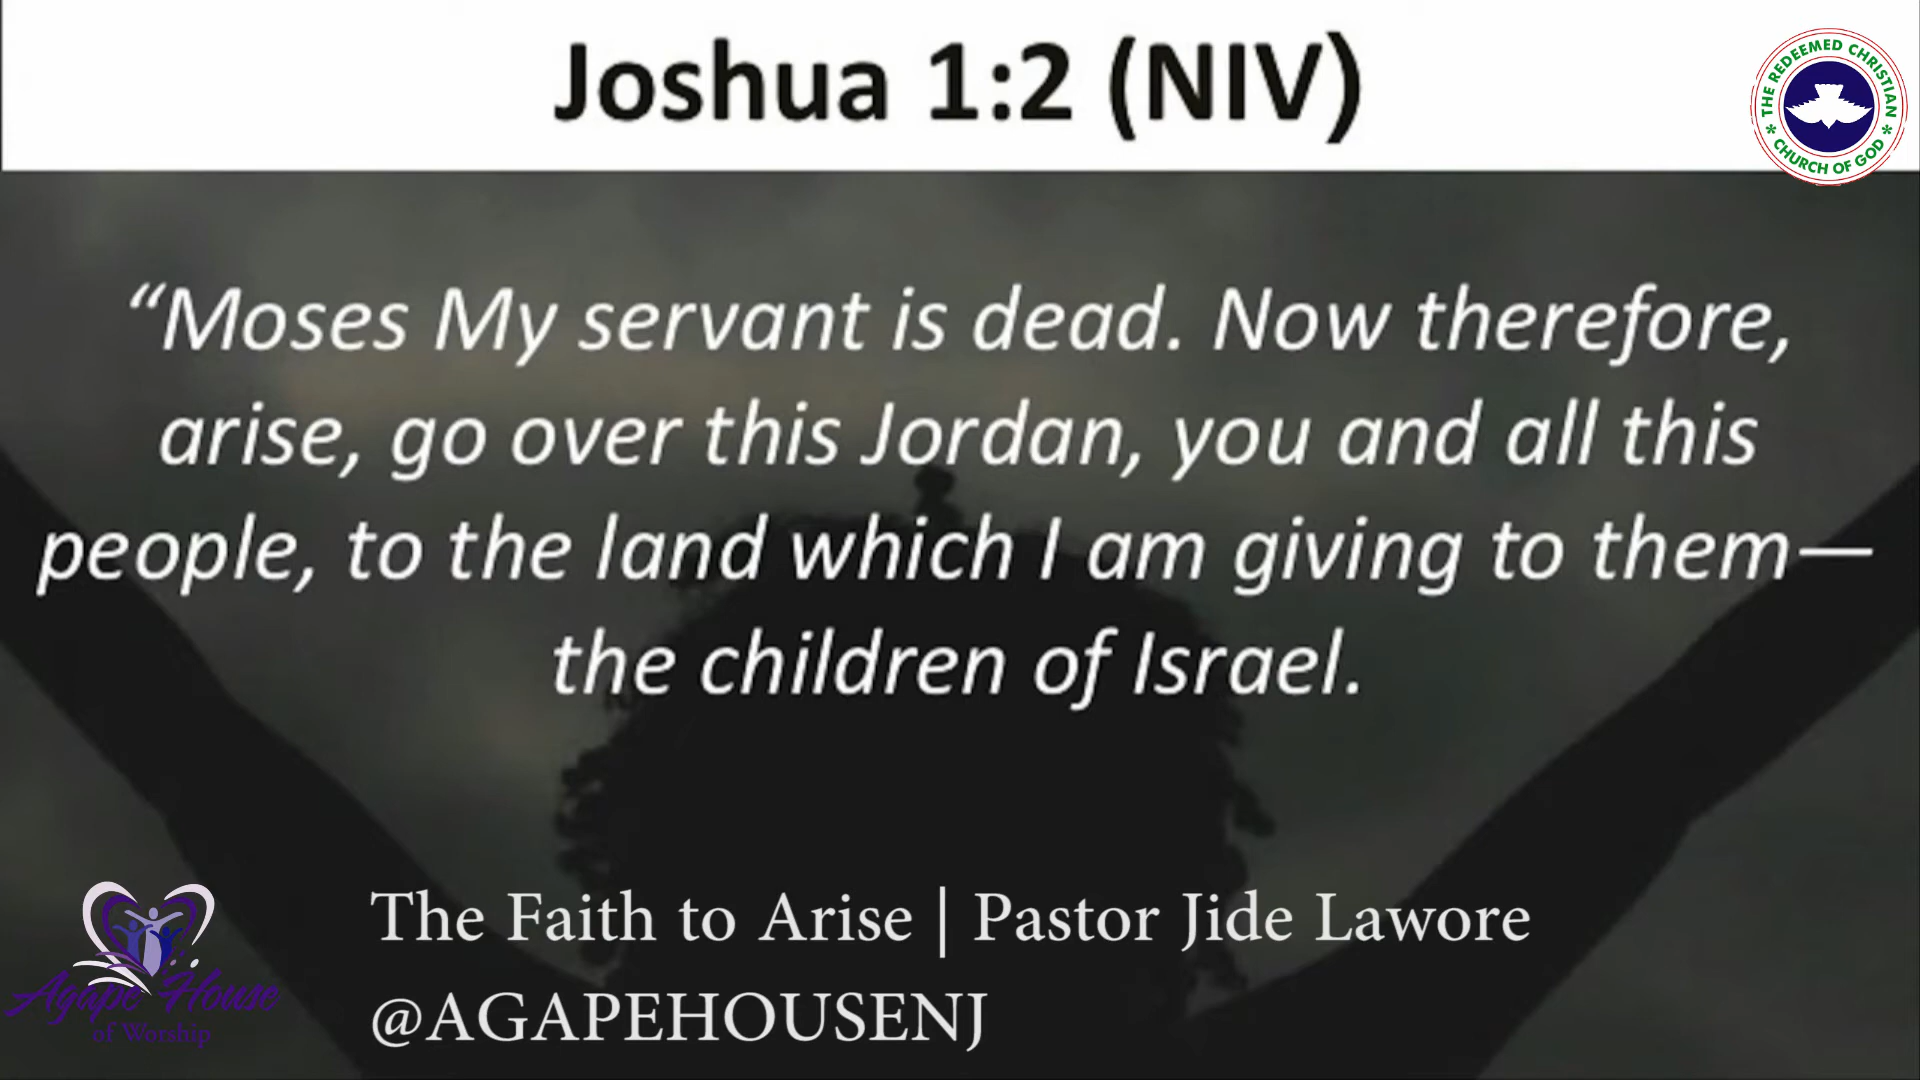 Joshua 1:2 (NIV)
THE REDEEMED CHRISTIAN
* CHURCH OF GOD *
“Moses My servant is dead. Now therefore,
arise, go over this Jordan, you and all this
people, to the land which I am giving to them—
the children of Israel.
The Faith to Arise | Pastor Jide Lawore
@AGAPEHOUSENJ
Agape House
of Worship